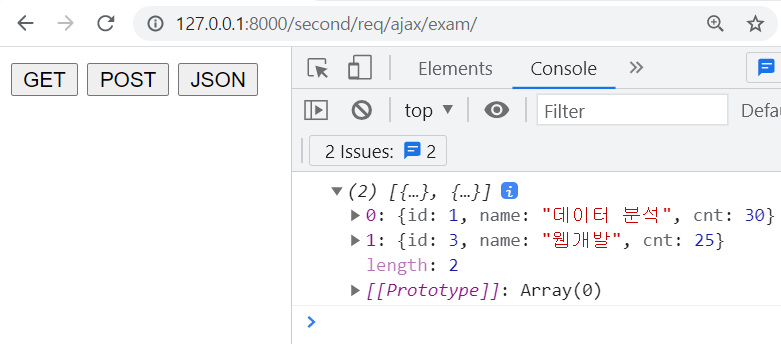 127.0.0.1:8000/second/req/ajax/exam/
GET POST JSON
Elements Console
top Filter Defa
2 Issues: 2
(2) [{…}, {…}] i
0: {id: 1, name: "데이터 분석", cnt: 30}
1: {id: 3, name: "웹개발", cnt: 25}
length: 2
[[Prototype]]: Array(0)